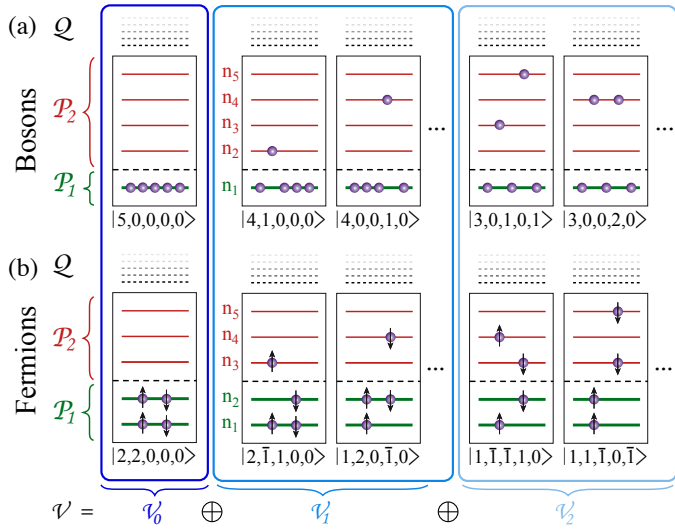 (a) 𝒬
Bosons
𝒫₂
𝒫₁
n₅
n₄
n₃
n₂
n₁
... ...
|5,0,0,0,0⟩ |4,1,0,0,0⟩ |4,0,0,1,0⟩ |3,0,1,0,1⟩ |3,0,0,2,0⟩
(b) 𝒬
Fermions
𝒫₂
𝒫₁
n₅
n₄
n₃
n₂
n₁
... ...
|2,2,0,0,0⟩ |2,1̄,1,0,0⟩ |1,2,0,1̄,0⟩ |1,1̄,1̄,1,0⟩ |1,1,1̄,0,1̄⟩
𝒱 = 𝒱₀ ⊕ 𝒱₁ ⊕ 𝒱₂